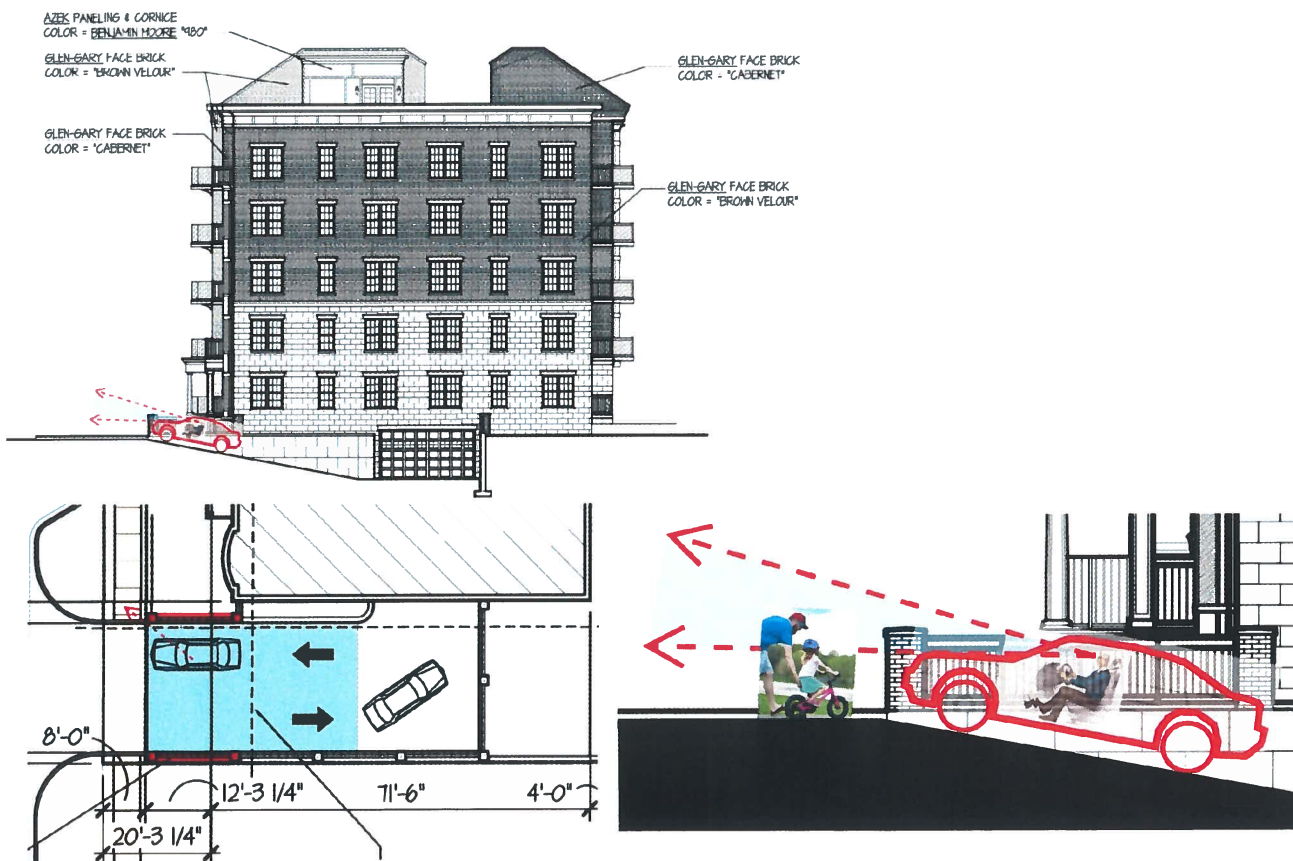 AZEK PANELING & CORNICE
COLOR = BENJAMIN MOORE "980"
GLEN-GARY FACE BRICK
COLOR = "BROWN VELOUR"
GLEN-GARY FACE BRICK
COLOR = "CABERNET"
GLEN-GARY FACE BRICK
COLOR = "CABERNET"
GLEN-GARY FACE BRICK
COLOR = "BROWN VELOUR"
8'-0"
12'-3 1/4"
71'-6"
4'-0"
20'-3 1/4"